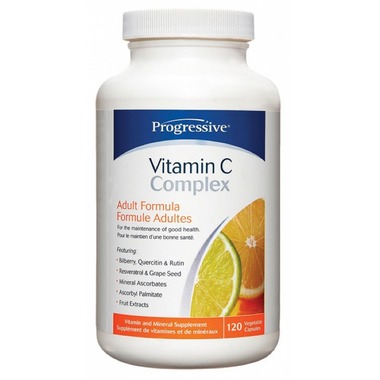 Progressive®
Vitamin C
Complex
Adult Formula
Formule Adultes
For the maintenance of good health.
Pour le maintien d'une bonne santé.
Featuring:
• Bilberry, Quercitin & Rutin
• Resveratrol & Grape Seed
• Mineral Ascorbates
• Ascorbyl Palmitate
• Fruit Extracts
Vitamin and Mineral Supplement
Supplément de vitamines et de minéraux
120 Vegetable
Capsules